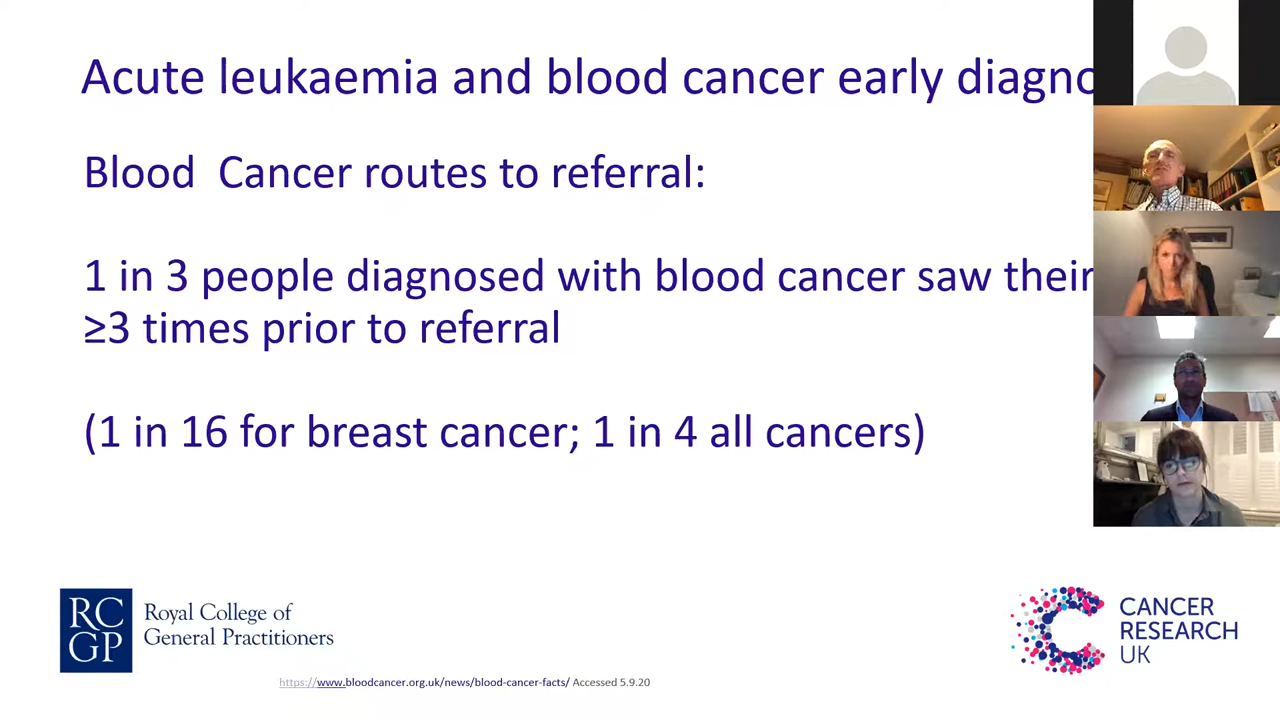 Acute leukaemia and blood cancer early diagno
Blood Cancer routes to referral:
1 in 3 people diagnosed with blood cancer saw their
≥3 times prior to referral
(1 in 16 for breast cancer; 1 in 4 all cancers)
RC
GP
Royal College of
General Practitioners
CANCER
RESEARCH
UK
https://www.bloodcancer.org.uk/news/blood-cancer-facts/ Accessed 5.9.20